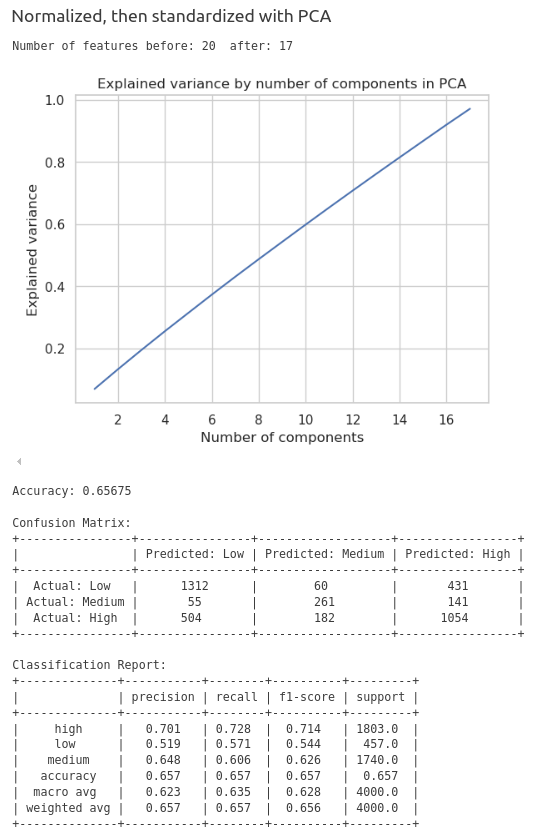 Normalized, then standardized with PCA
Number of features before: 20  after: 17
Explained variance by number of components in PCA
1.0
0.8
0.6
0.4
0.2
Explained variance
2 4 6 8 10 12 14 16
Number of components
Accuracy: 0.65675
Confusion Matrix:
+----------------+----------------+-------------------+-----------------+
|                | Predicted: Low | Predicted: Medium | Predicted: High |
+----------------+----------------+-------------------+-----------------+
|  Actual: Low   |      1312      |         60        |       431       |
| Actual: Medium |       55       |        261        |       141       |
|  Actual: High  |      504       |        182        |       1054      |
+----------------+----------------+-------------------+-----------------+
Classification Report:
+--------------+-----------+--------+----------+---------+
|              | precision | recall | f1-score | support |
+--------------+-----------+--------+----------+---------+
|     high     |   0.701   | 0.728  |  0.714   | 1803.0  |
|     low      |   0.519   | 0.571  |  0.544   |  457.0  |
|    medium    |   0.648   | 0.606  |  0.626   | 1740.0  |
|   accuracy   |   0.657   | 0.657  |  0.657   |  0.657  |
|  macro avg   |   0.623   | 0.635  |  0.628   | 4000.0  |
| weighted avg |   0.657   | 0.657  |  0.656   | 4000.0  |
+--------------+-----------+--------+----------+---------+